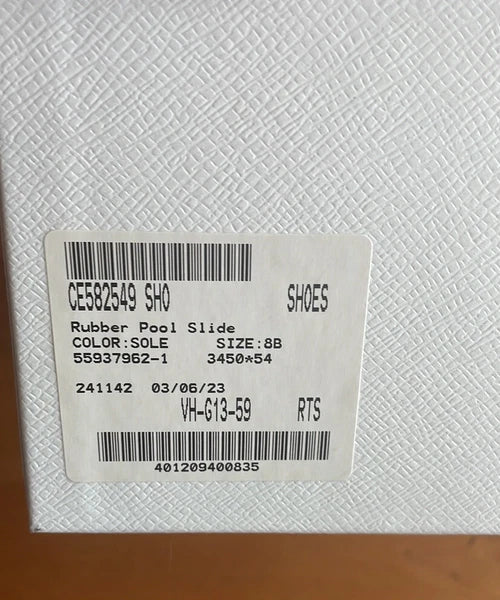 CE582549 SHO SHOES
Rubber Pool Slide
COLOR:SOLE SIZE:8B
55937962-1 3450*54
241142 03/06/23
VH-G13-59 RTS
401209400835